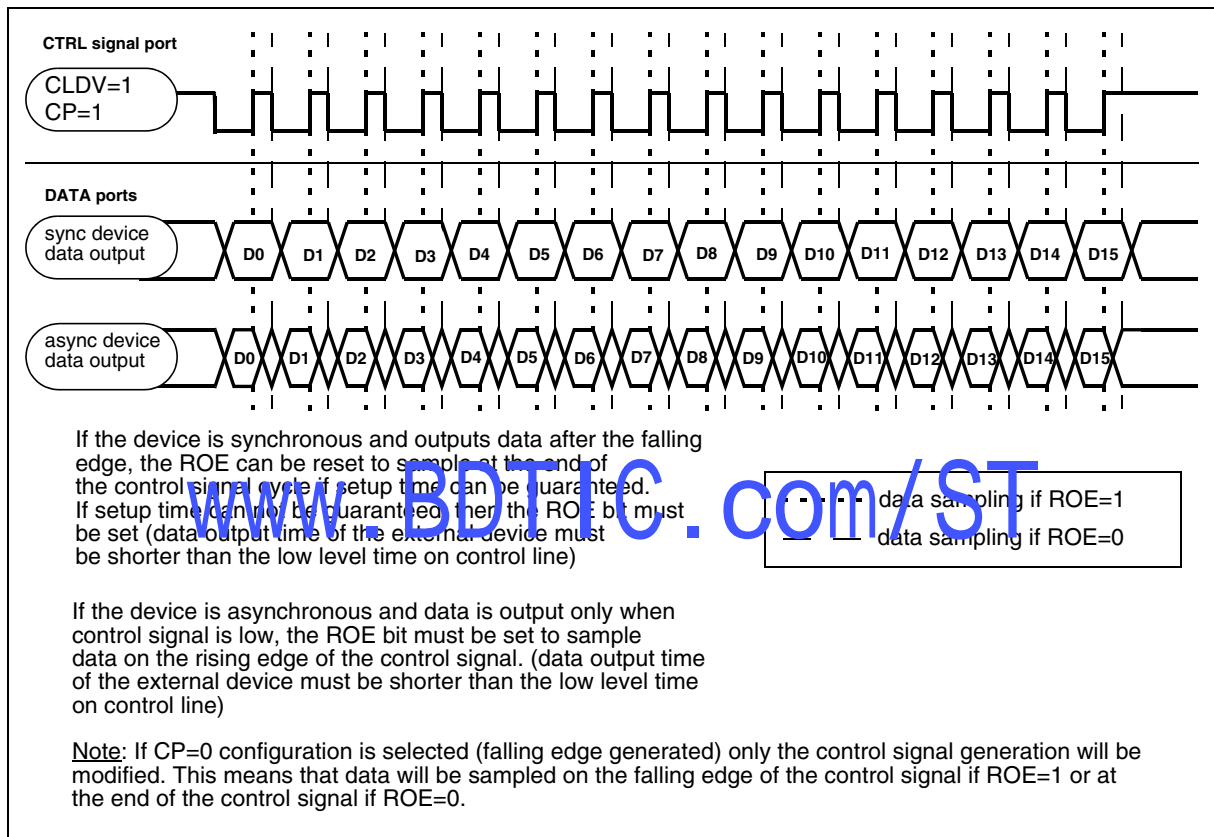 CTRL signal port
CLDV=1
CP=1
DATA ports
sync device
data output
D0 D1 D2 D3 D4 D5 D6 D7 D8 D9 D10 D11 D12 D13 D14 D15
async device
data output
D0 D1 D2 D3 D4 D5 D6 D7 D8 D9 D10 D11 D12 D13 D14 D15
If the device is synchronous and outputs data after the falling
edge, the ROE can be reset to sample at the end of
the control signal cycle if setup time can be guaranteed.
If setup time can not be guaranteed, then the ROE bit must
be set (data output time of the external device must
be shorter than the low level time on control line)
www.BDTIC.com/ST
data sampling if ROE=1
data sampling if ROE=0
If the device is asynchronous and data is output only when
control signal is low, the ROE bit must be set to sample
data on the rising edge of the control signal. (data output time
of the external device must be shorter than the low level time
on control line)
Note: If CP=0 configuration is selected (falling edge generated) only the control signal generation will be
modified. This means that data will be sampled on the falling edge of the control signal if ROE=1 or at
the end of the control signal if ROE=0.